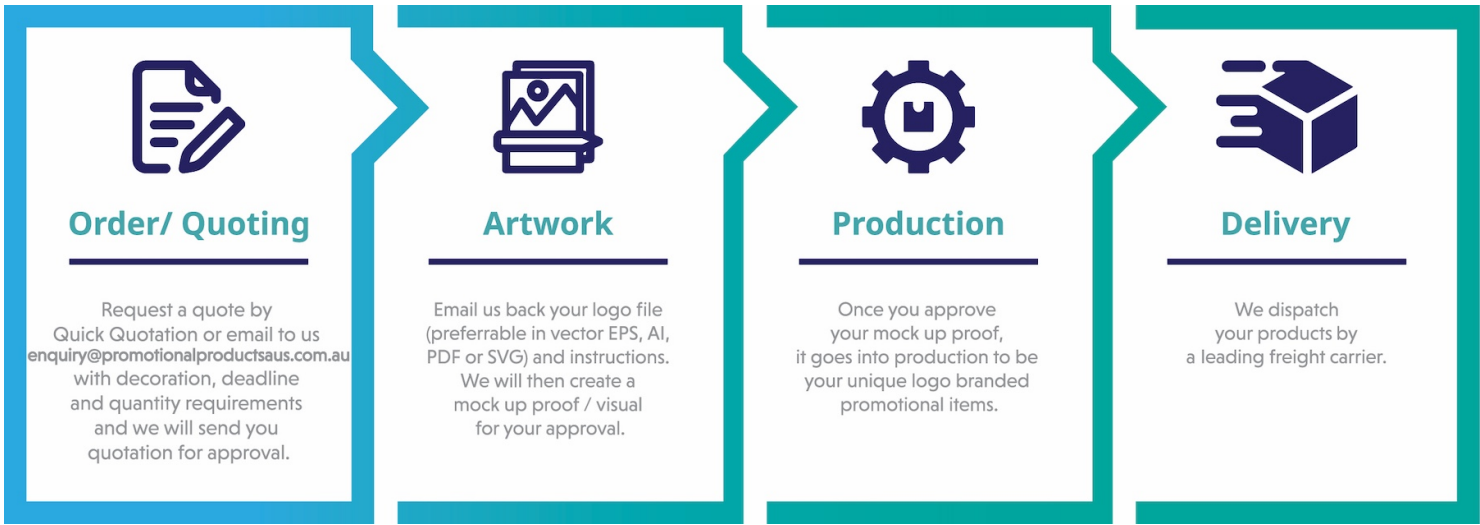 Order/ Quoting
Request a quote by
Quick Quotation or email to us
enquiry@promotionalproductsaus.com.au
with decoration, deadline
and quantity requirements
and we will send you
quotation for approval.
Artwork
Email us back your logo file
(preferrable in vector EPS, AI,
PDF or SVG) and instructions.
We will then create a
mock up proof / visual
for your approval.
Production
Once you approve
your mock up proof,
it goes into production to be
your unique logo branded
promotional items.
Delivery
We dispatch
your products by
a leading freight carrier.